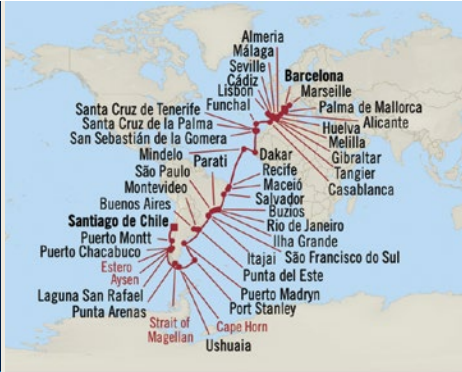 Almeria
Málaga
Seville
Cádiz
Lisbon
Funchal
Barcelona
Marseille
Palma de Mallorca
Alicante
Huelva
Melilla
Gibraltar
Tangier
Casablanca
Santa Cruz de Tenerife
Santa Cruz de la Palma
San Sebastián de la Gomera
Mindelo
Dakar
Parati
Recife
São Paulo
Maceió
Montevideo
Salvador
Buenos Aires
Buzios
Santiago de Chile
Rio de Janeiro
Ilha Grande
Puerto Montt
São Francisco do Sul
Puerto Chacabuco
Itajai
Estero
Aysen
Punta del Este
Laguna San Rafael
Puerto Madryn
Punta Arenas
Port Stanley
Strait of
Magellan
Cape Horn
Ushuaia